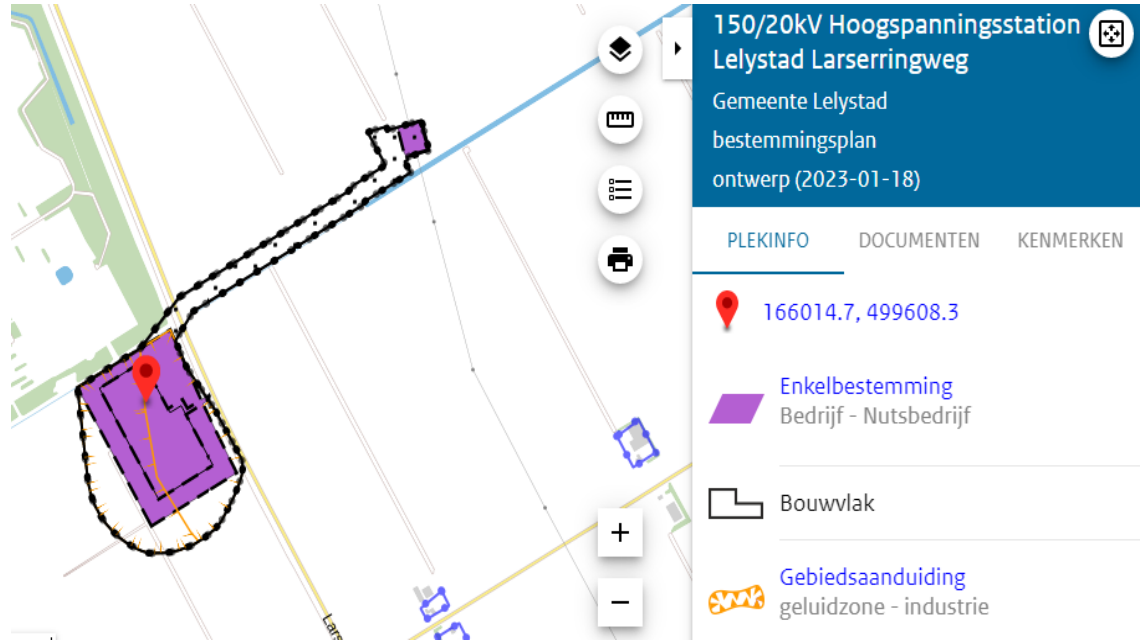 150/20kV Hoogspanningsstation
Lelystad Larserringweg
Gemeente Lelystad
bestemmingsplan
ontwerp (2023-01-18)
PLEKINFO DOCUMENTEN KENMERKEN
166014.7, 499608.3
Enkelbestemming
Bedrijf - Nutsbedrijf
Bouwvlak
Gebiedsaanduiding
geluidzone - industrie
+
−
Lars